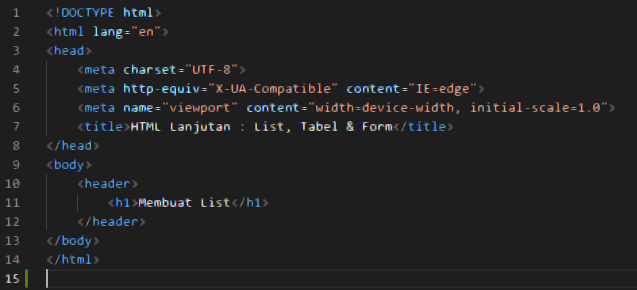 1 <!DOCTYPE html>
2 <html lang="en">
3 <head>
4 <meta charset="UTF-8">
5 <meta http-equiv="X-UA-Compatible" content="IE=edge">
6 <meta name="viewport" content="width=device-width, initial-scale=1.0">
7 <title>HTML Lanjutan : List, Tabel & Form</title>
8 </head>
9 <body>
10 <header>
11 <h1>Membuat List</h1>
12 </header>
13 </body>
14 </html>
15